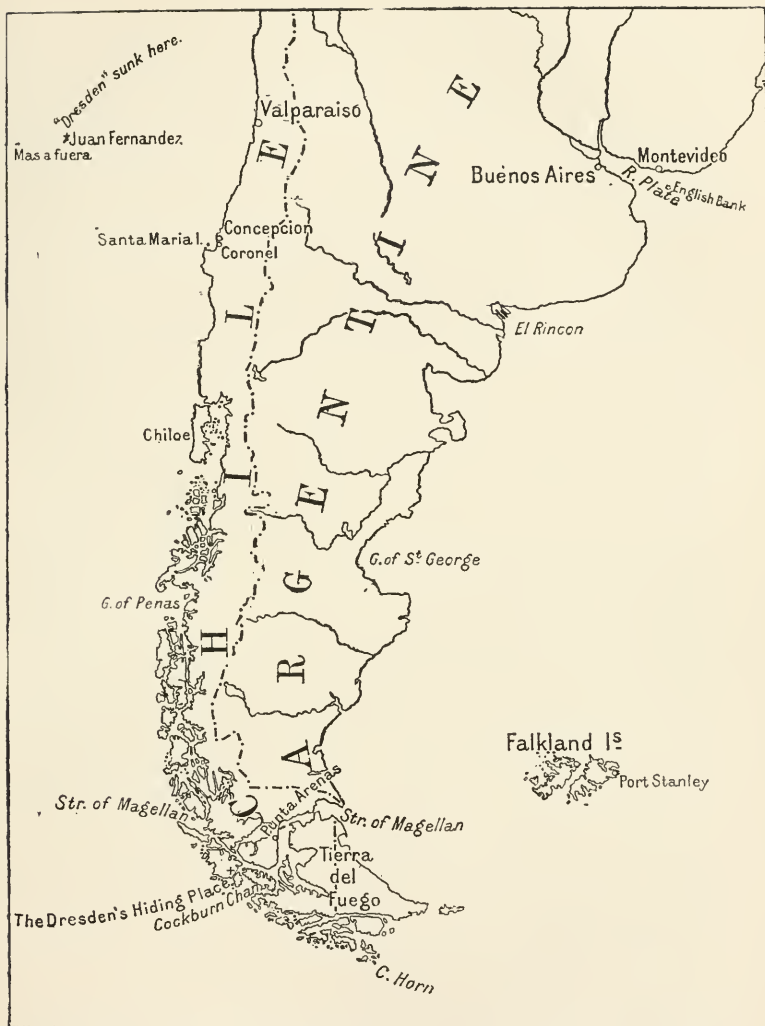 "Dresden" sunk here.
Valparaiso
Juan Fernandez
Mas a fuera
Montevideo
Buenos Aires
R. Plate
English Bank
Santa Maria I.
Concepcion
Coronel
El Rincon
Chiloe
G. of St George
G. of Penas
CHILE
ARGENTINE
Falkland Is
Port Stanley
Punta Arenas
Str. of Magellan
Str. of Magellan
Tierra
del
Fuego
The Dresden's Hiding Place
Cockburn Chan.
C. Horn